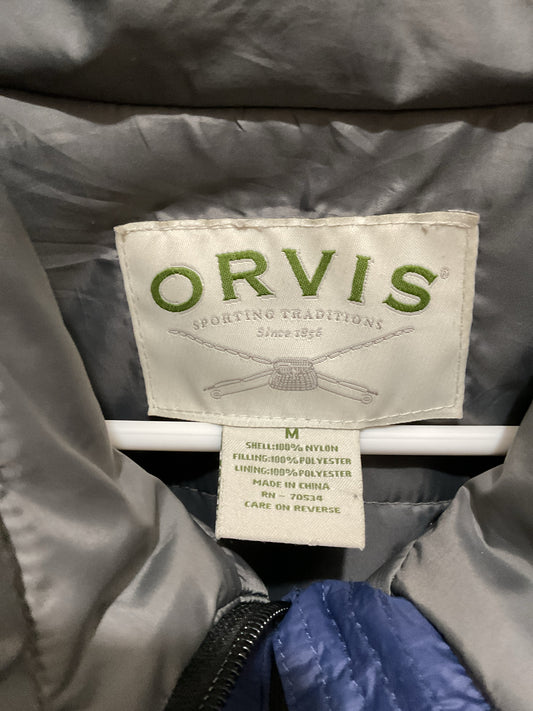 ORVIS®
SPORTING TRADITIONS
Since 1856
M
SHELL:100% NYLON
FILLING:100% POLYESTER
LINING:100% POLYESTER
MADE IN CHINA
RN - 70534
CARE ON REVERSE